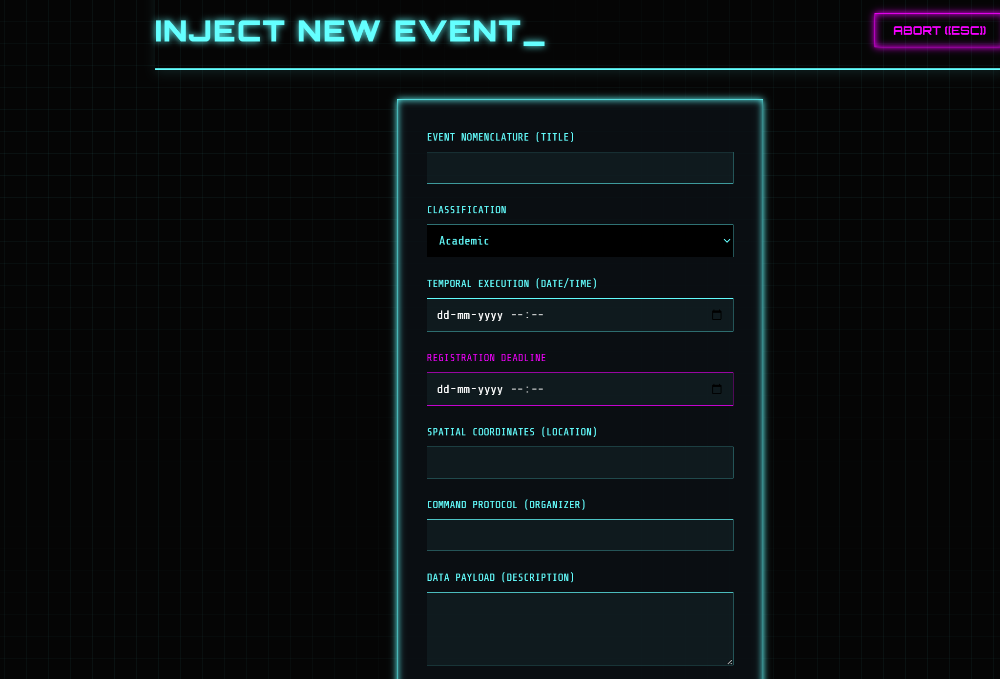 INJECT NEW EVENT_
ABORT [[ESC]]
EVENT NOMENCLATURE (TITLE)
CLASSIFICATION
Academic
TEMPORAL EXECUTION (DATE/TIME)
dd-mm-yyyy --:--
REGISTRATION DEADLINE
dd-mm-yyyy --:--
SPATIAL COORDINATES (LOCATION)
COMMAND PROTOCOL (ORGANIZER)
DATA PAYLOAD (DESCRIPTION)